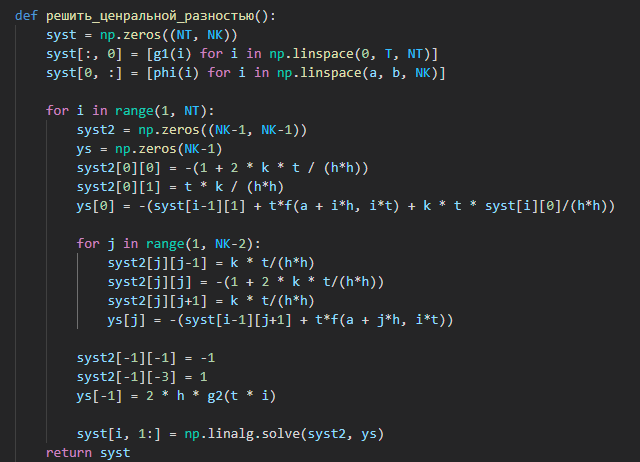 def решить_ценральной_разностью():
    syst = np.zeros((NT, NK))
    syst[:, 0] = [g1(i) for i in np.linspace(0, T, NT)]
    syst[0, :] = [phi(i) for i in np.linspace(a, b, NK)]

    for i in range(1, NT):
        syst2 = np.zeros((NK-1, NK-1))
        ys = np.zeros(NK-1)
        syst2[0][0] = -(1 + 2 * k * t / (h*h))
        syst2[0][1] = t * k / (h*h)
        ys[0] = -(syst[i-1][1] + t*f(a + i*h, i*t) + k * t * syst[i][0]/(h*h))

        for j in range(1, NK-2):
            syst2[j][j-1] = k * t/(h*h)
            syst2[j][j] = -(1 + 2 * k * t/(h*h))
            syst2[j][j+1] = k * t/(h*h)
            ys[j] = -(syst[i-1][j+1] + t*f(a + j*h, i*t))

        syst2[-1][-1] = -1
        syst2[-1][-3] = 1
        ys[-1] = 2 * h * g2(t * i)

        syst[i, 1:] = np.linalg.solve(syst2, ys)
    return syst